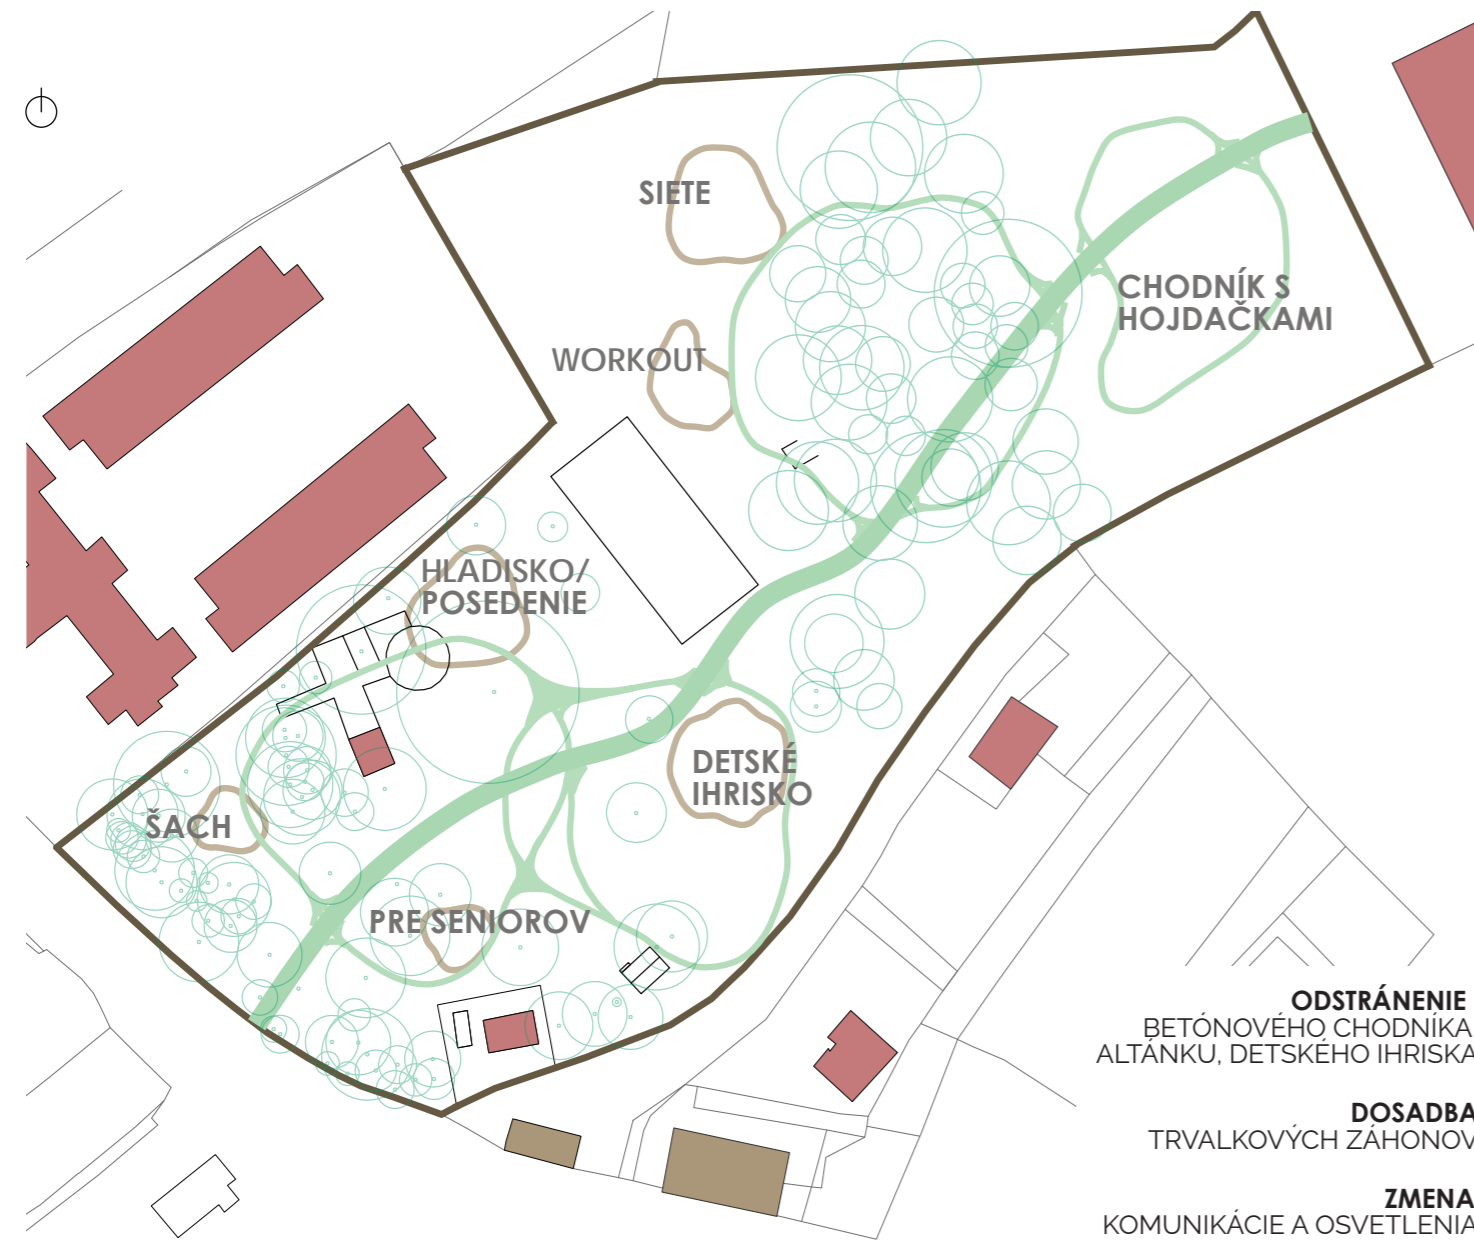 SIETE
CHODNÍK S
HOJDAČKAMI
WORKOUT
HLADISKO/
POSEDENIE
DETSKÉ
IHRISKO
ŠACH
PRE SENIOROV
ODSTRÁNENIE
BETÓNOVÉHO CHODNÍKA
ALTÁNKU, DETSKÉHO IHRISKA
DOSADBA
TRVALKOVÝCH ZÁHONOV
ZMENA
KOMUNIKÁCIE A OSVETLENIA